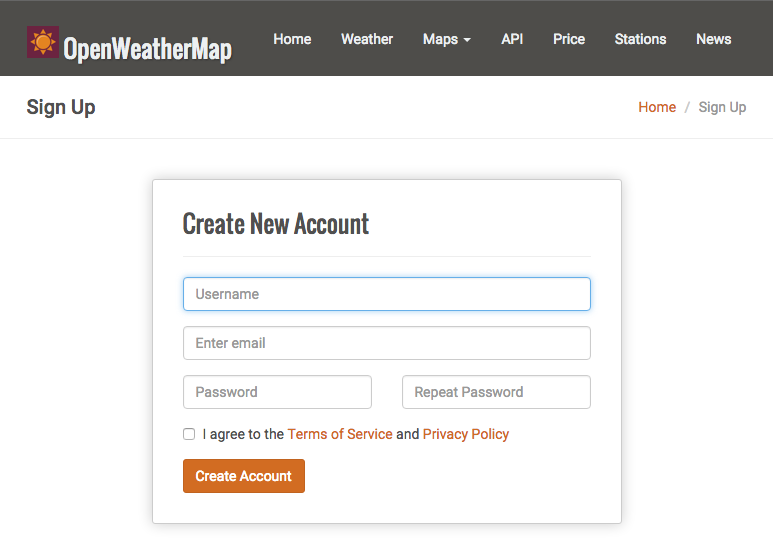 OpenWeatherMap Home Weather Maps API Price Stations News
Sign Up Home / Sign Up
Create New Account
Username
Enter email
Password Repeat Password
I agree to the Terms of Service and Privacy Policy
Create Account